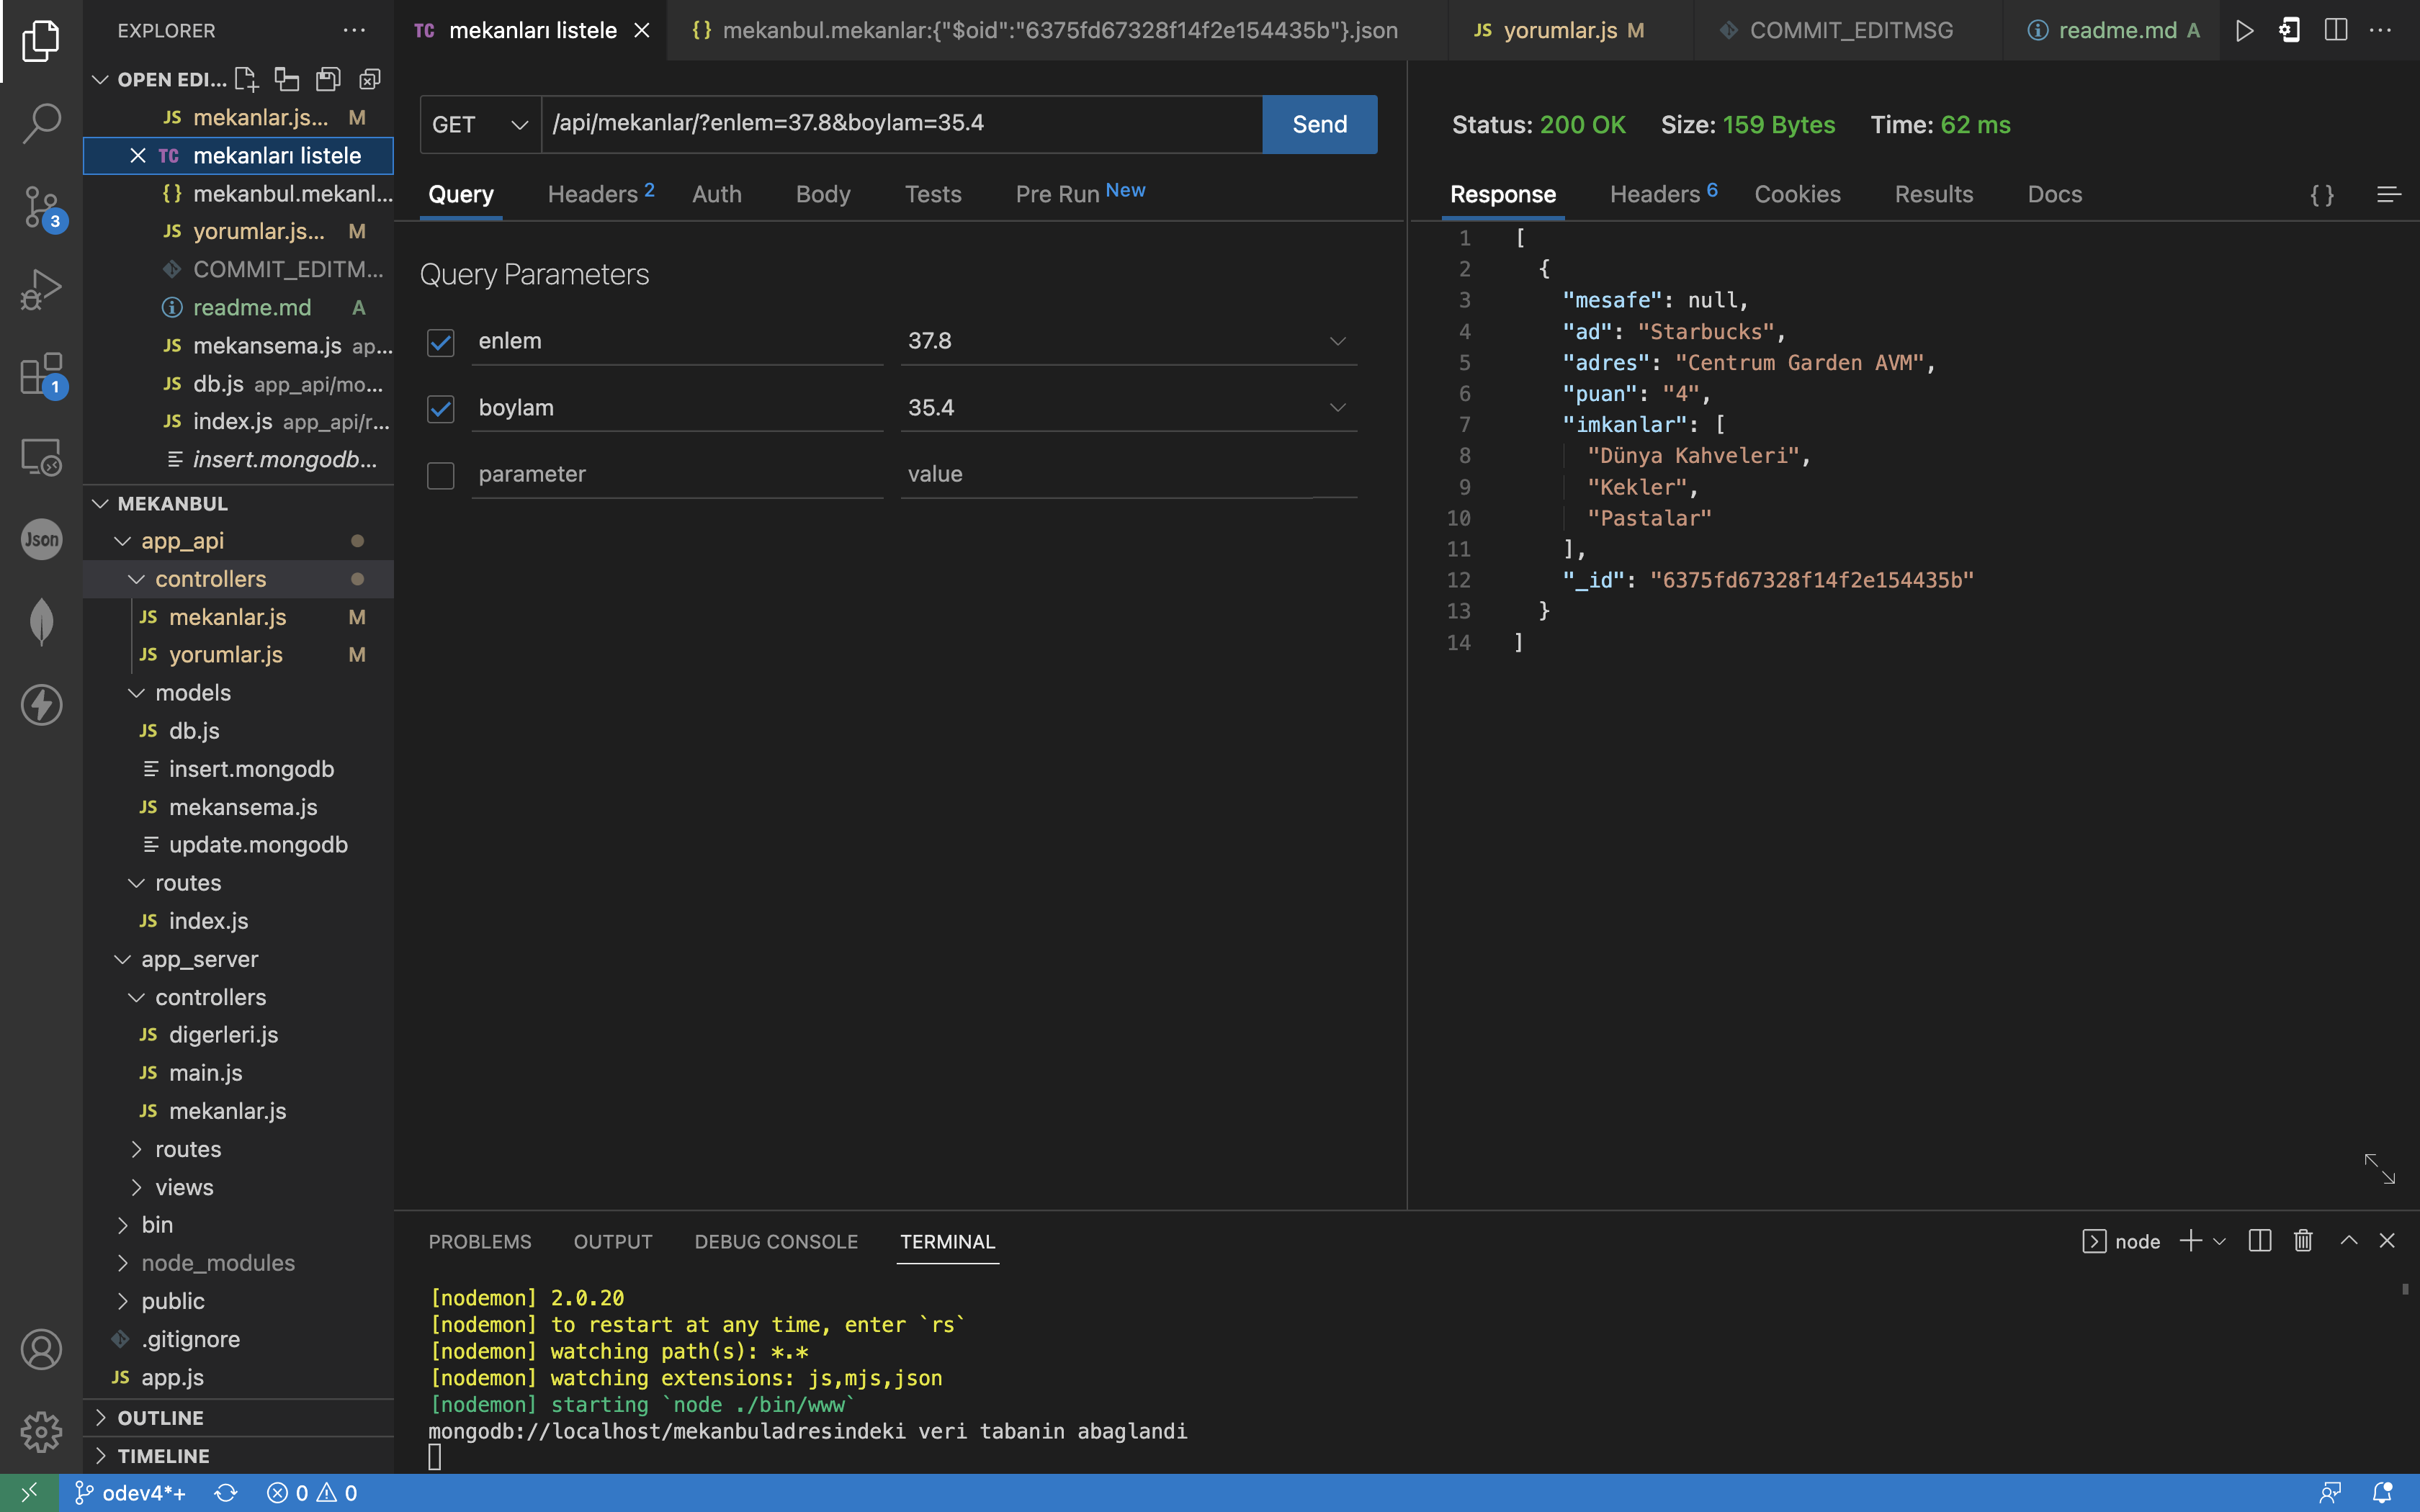 EXPLORER
OPEN EDI...
JS mekanlar.js... M
TC mekanları listele
{} mekanbul.mekanl...
JS yorumlar.js... M
COMMIT_EDITM...
readme.md A
JS mekansema.js ap...
JS db.js app_api/mo...
JS index.js app_api/r...
insert.mongodb...
MEKANBUL
app_api
controllers
JS mekanlar.js M
JS yorumlar.js M
models
JS db.js
insert.mongodb
JS mekansema.js
update.mongodb
routes
JS index.js
app_server
controllers
JS digerleri.js
JS main.js
JS mekanlar.js
routes
views
bin
node_modules
public
.gitignore
JS app.js
OUTLINE
TIMELINE
3
1
Json
TC mekanları listele
{} mekanbul.mekanlar:{"$oid":"6375fd67328f14f2e154435b"}.json
JS yorumlar.js M
COMMIT_EDITMSG
readme.md A
GET /api/mekanlar/?enlem=37.8&boylam=35.4 Send
Query Headers 2 Auth Body Tests Pre Run New
Query Parameters
enlem 37.8
boylam 35.4
parameter value
Status: 200 OK Size: 159 Bytes Time: 62 ms
Response Headers 6 Cookies Results Docs {}
1 [
2 {
3 "mesafe": null,
4 "ad": "Starbucks",
5 "adres": "Centrum Garden AVM",
6 "puan": "4",
7 "imkanlar": [
8 "Dünya Kahveleri",
9 "Kekler",
10 "Pastalar"
11 ],
12 "_id": "6375fd67328f14f2e154435b"
13 }
14 ]
PROBLEMS OUTPUT DEBUG CONSOLE TERMINAL
node
[nodemon] 2.0.20
[nodemon] to restart at any time, enter `rs`
[nodemon] watching path(s): *.*
[nodemon] watching extensions: js,mjs,json
[nodemon] starting `node ./bin/www`
mongodb://localhost/mekanbuladresindeki veri tabanin abaglandi
odev4*+ 0 0